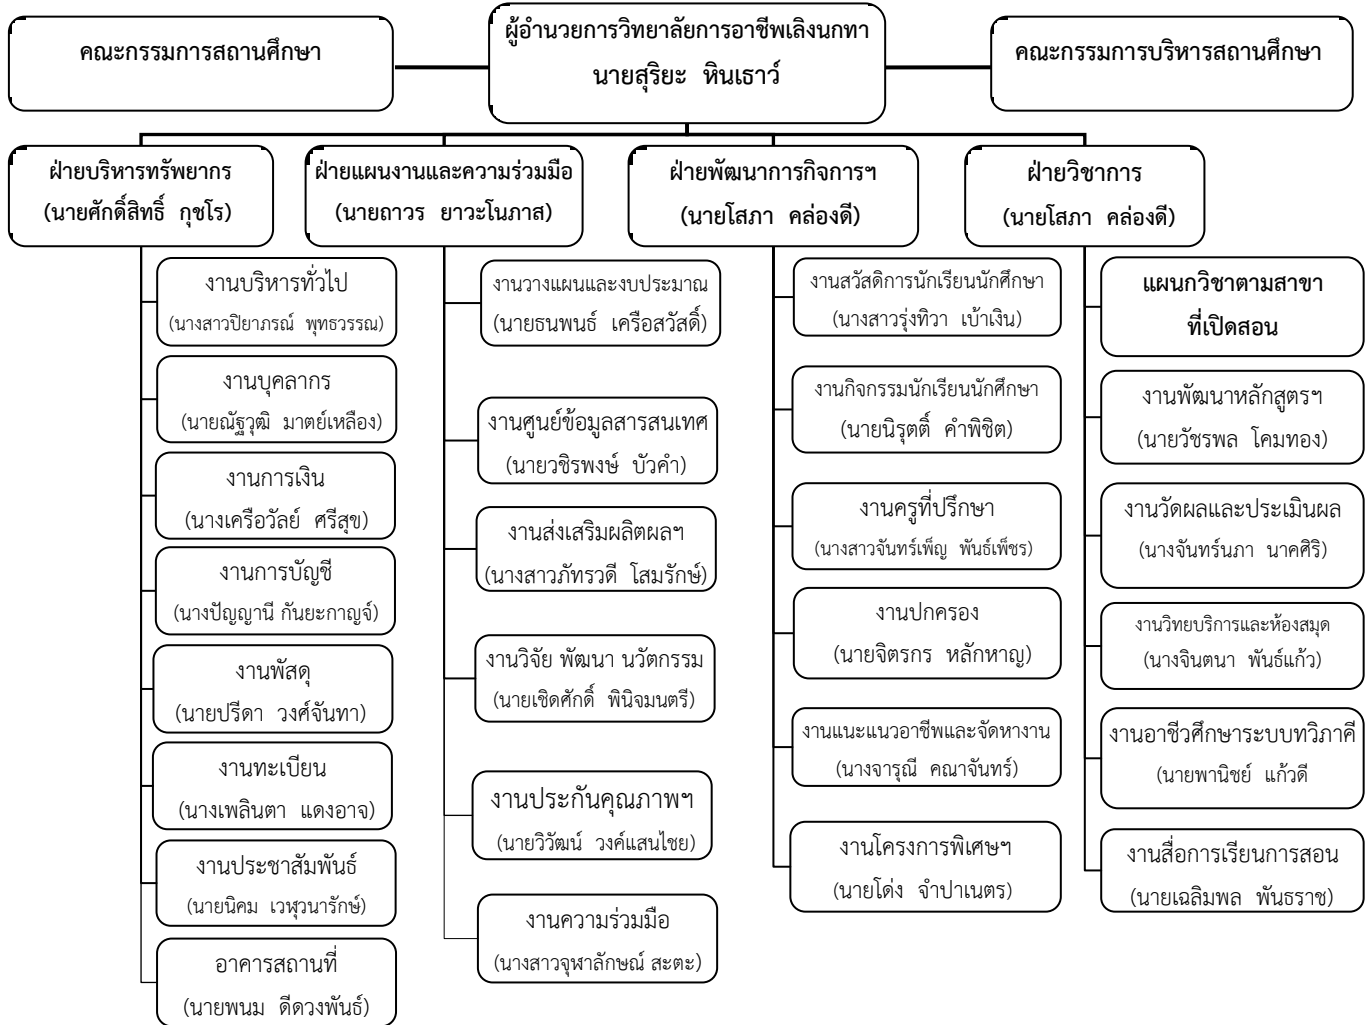 คณะกรรมการสถานศึกษา
ผู้อำนวยการวิทยาลัยการอาชีพเลิงนกทา
นายสุริยะ หินเธาว์
คณะกรรมการบริหารสถานศึกษา
ฝ่ายบริหารทรัพยากร
(นายศักดิ์สิทธิ์ กุชโร)
ฝ่ายแผนงานและความร่วมมือ
(นายถาวร ยาวะโนภาส)
ฝ่ายพัฒนาการกิจการฯ
(นายโสภา คล่องดี)
ฝ่ายวิชาการ
(นายโสภา คล่องดี)
งานบริหารทั่วไป
(นางสาวปิยาภรณ์ พุทธวรรณ)
งานบุคลากร
(นายณัฐวุฒิ มาตย์เหลือง)
งานการเงิน
(นางเครือวัลย์ ศรีสุข)
งานการบัญชี
(นางปัญญานี กันยะกาญจ์)
งานพัสดุ
(นายปรีดา วงศ์จันทา)
งานทะเบียน
(นางเพลินตา แดงอาจ)
งานประชาสัมพันธ์
(นายนิคม เวฬุวนารักษ์)
อาคารสถานที่
(นายพนม ดีดวงพันธ์)
งานวางแผนและงบประมาณ
(นายธนพนธ์ เครือสวัสดิ์)
งานศูนย์ข้อมูลสารสนเทศ
(นายวชิรพงษ์ บัวคำ)
งานส่งเสริมผลิตผลฯ
(นางสาวภัทรวดี โสมรักษ์)
งานวิจัย พัฒนา นวัตกรรม
(นายเชิดศักดิ์ พินิจมนตรี)
งานประกันคุณภาพฯ
(นายวิวัฒน์ วงค์แสนไชย)
งานความร่วมมือ
(นางสาวจุฬาลักษณ์ สะตะ)
งานสวัสดิการนักเรียนนักศึกษา
(นางสาวรุ่งทิวา เบ้าเงิน)
งานกิจกรรมนักเรียนนักศึกษา
(นายนิรุตติ์ คำพิชิต)
งานครูที่ปรึกษา
(นางสาวจันทร์เพ็ญ พันธ์เพ็ชร)
งานปกครอง
(นายจิตรกร หลักหาญ)
งานแนะแนวอาชีพและจัดหางาน
(นางจารุณี คณาจันทร์)
งานโครงการพิเศษฯ
(นายโด่ง จำปาเนตร)
แผนกวิชาตามสาขา
ที่เปิดสอน
งานพัฒนาหลักสูตรฯ
(นายวัชรพล โคมทอง)
งานวัดผลและประเมินผล
(นางจันทร์นภา นาคศิริ)
งานวิทยบริการและห้องสมุด
(นางจินตนา พันธ์แก้ว)
งานอาชีวศึกษาระบบทวิภาคี
(นายพานิชย์ แก้วดี
งานสื่อการเรียนการสอน
(นายเฉลิมพล พันธราช)